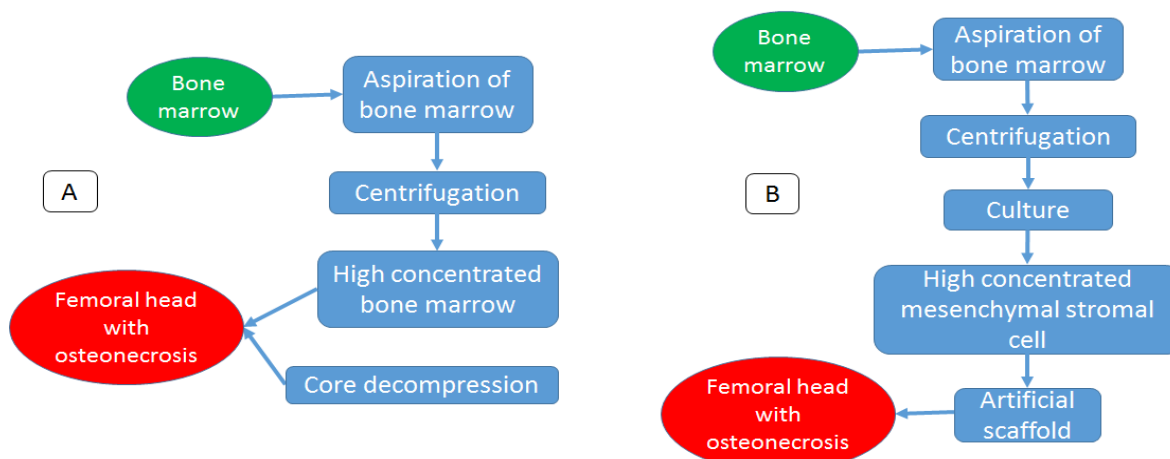 Bone
marrow
Aspiration of
bone marrow
A
Centrifugation
High concentrated
bone marrow
Femoral head
with
osteonecrosis
Core decompression
Bone
marrow
Aspiration of
bone marrow
Centrifugation
B
Culture
High concentrated
mesenchymal stromal
cell
Femoral head
with
osteonecrosis
Artificial
scaffold